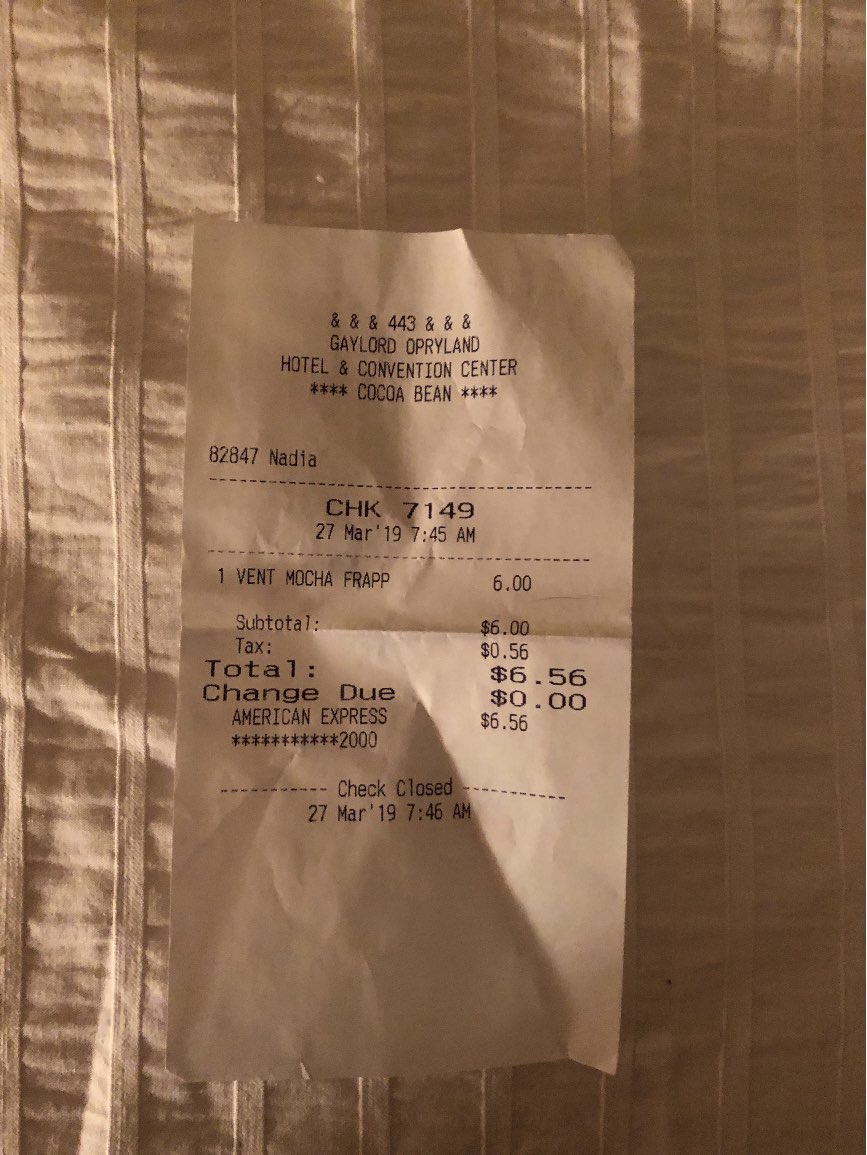 & & & 443 & & &
GAYLORD OPRYLAND
HOTEL & CONVENTION CENTER
**** COCOA BEAN ****
82847 Nadia
--------------------------------------
CHK 7149
27 Mar'19 7:45 AM
--------------------------------------
1 VENT MOCHA FRAPP 6.00
Subtotal: $6.00
Tax: $0.56
Total: $6.56
Change Due $0.00
AMERICAN EXPRESS $6.56
***********2000
----------- Check Closed -----------
27 Mar'19 7:46 AM